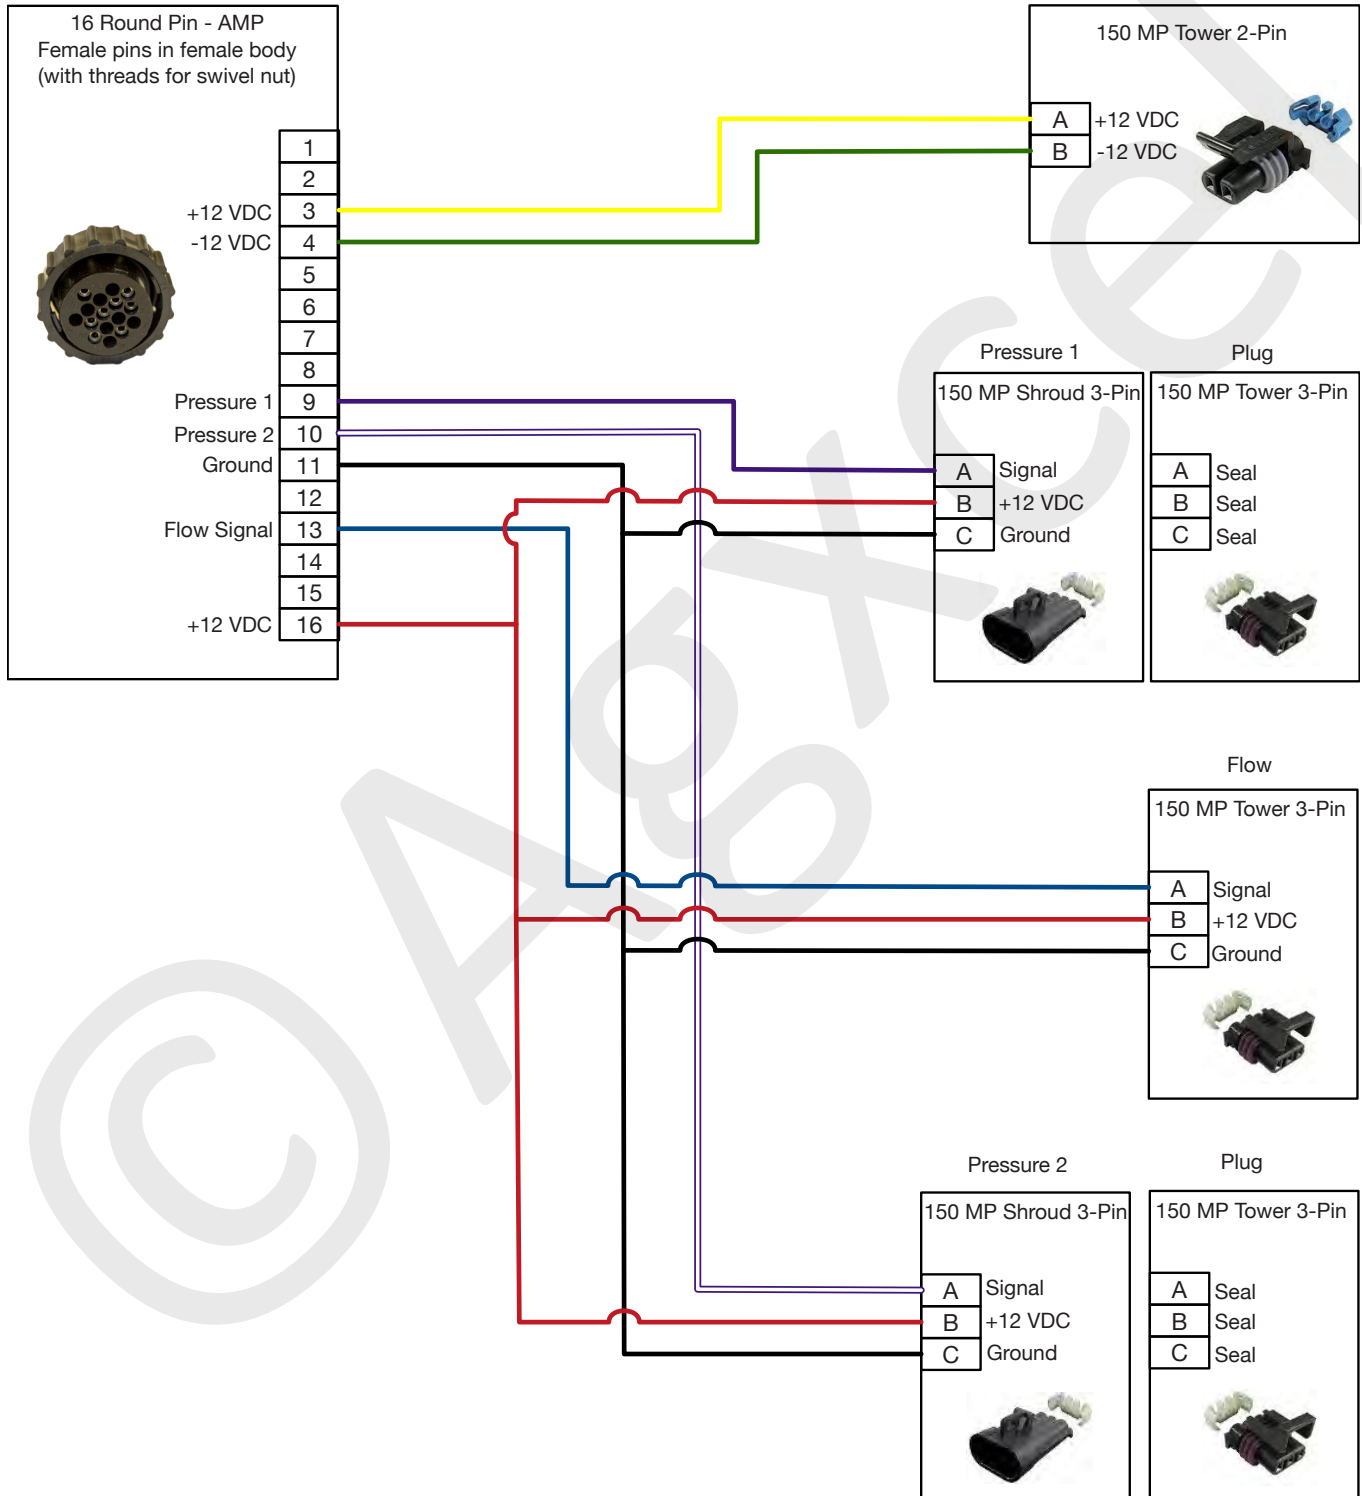 16 Round Pin - AMP
Female pins in female body
(with threads for swivel nut)
1
2
+12 VDC 3
-12 VDC 4
5
6
7
8
Pressure 1 9
Pressure 2 10
Ground 11
12
Flow Signal 13
14
15
+12 VDC 16
150 MP Tower 2-Pin
A +12 VDC
B -12 VDC
Pressure 1
150 MP Shroud 3-Pin
A Signal
B +12 VDC
C Ground
Plug
150 MP Tower 3-Pin
A Seal
B Seal
C Seal
Flow
150 MP Tower 3-Pin
A Signal
B +12 VDC
C Ground
Pressure 2
150 MP Shroud 3-Pin
A Signal
B +12 VDC
C Ground
Plug
150 MP Tower 3-Pin
A Seal
B Seal
C Seal
© Agxcel